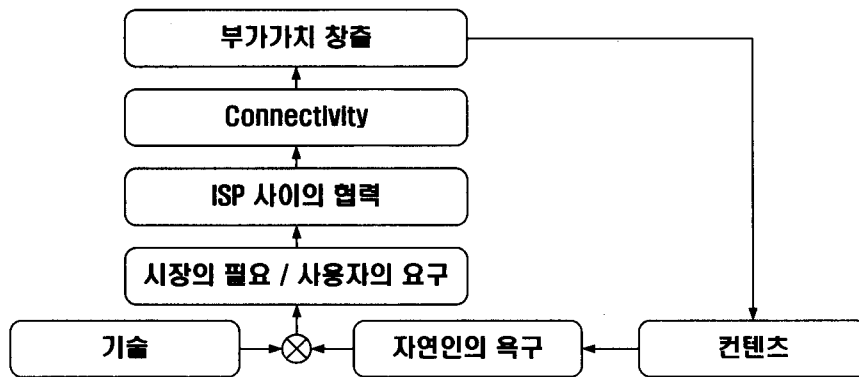 부가가치 창출
Connectivity
ISP 사이의 협력
시장의 필요 / 사용자의 요구
기술
자연인의 욕구
컨텐츠